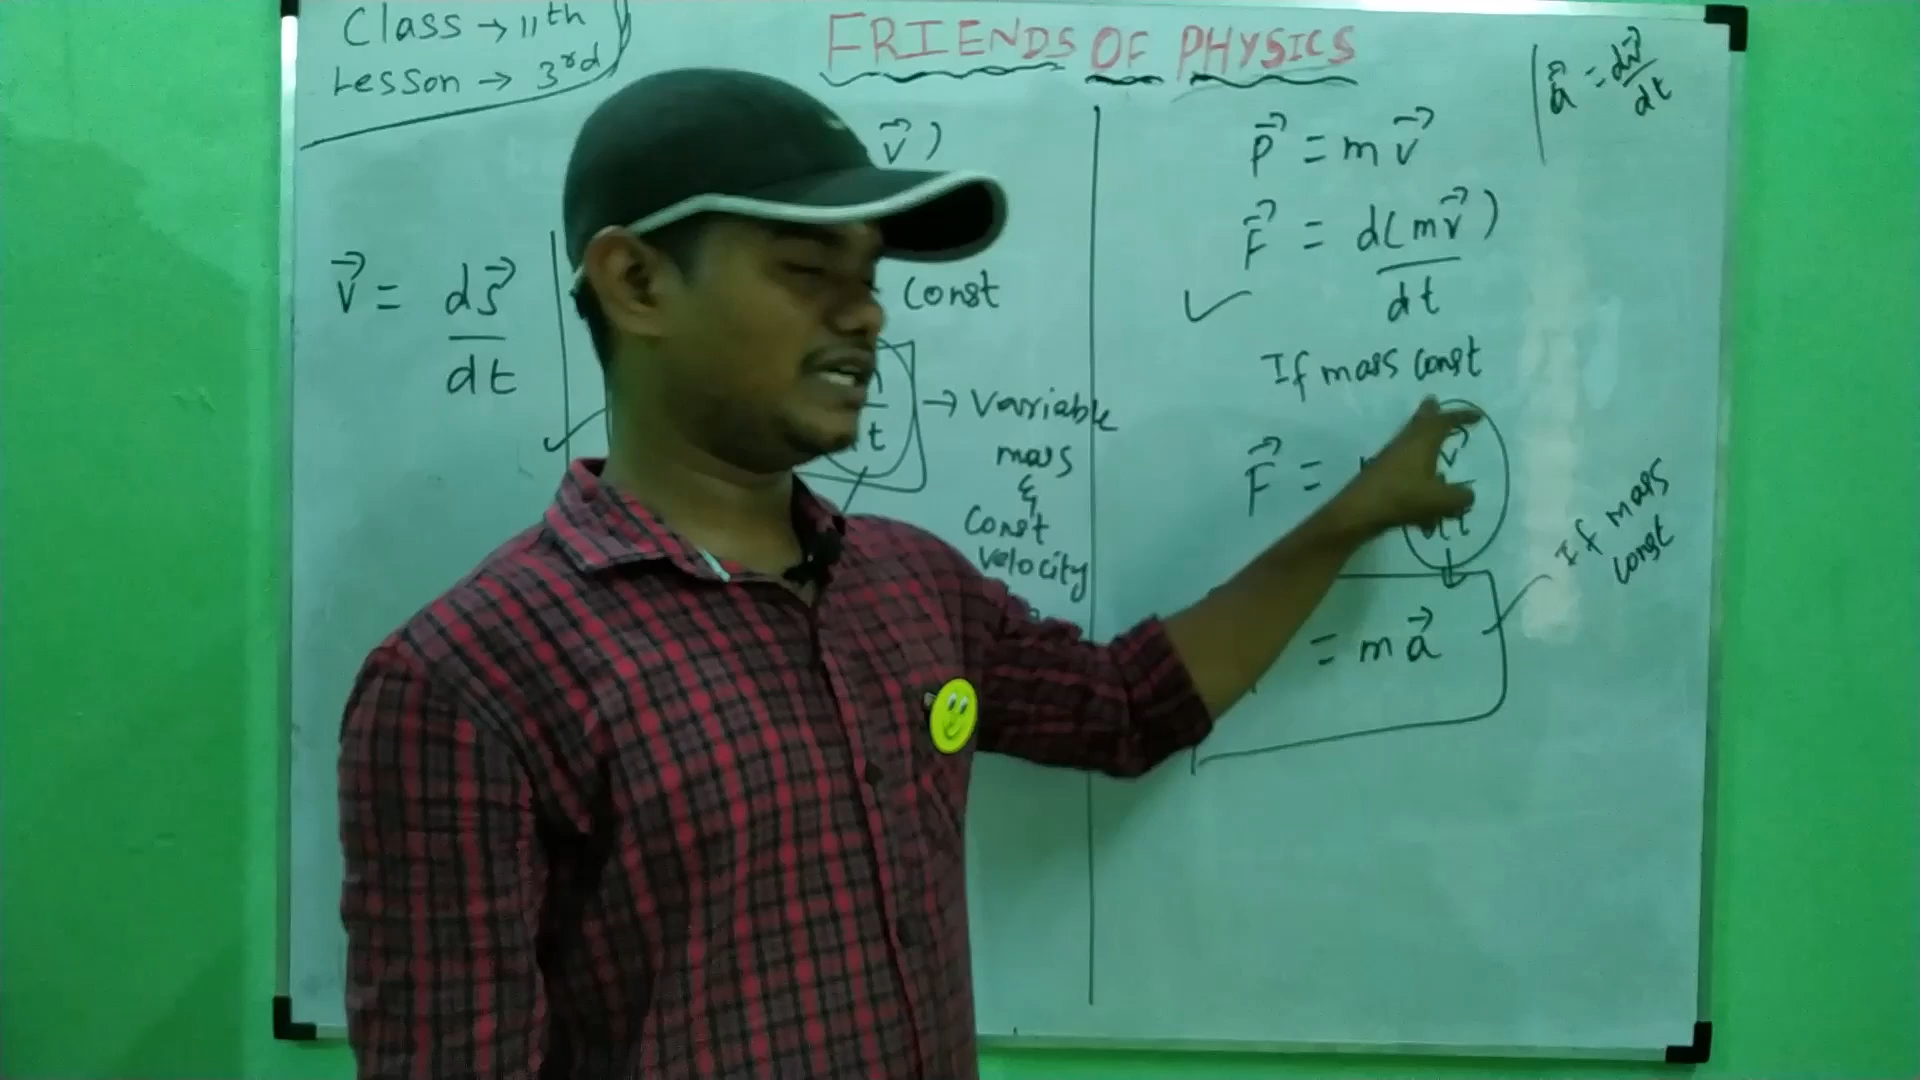 Class → 11th
Lesson → 3rd
FRIENDS OF PHYSICS
v⃗ = ds⃗/dt
v⃗)
const
t
→ variable
mass
&
const
velocity
p⃗ = mv⃗
F⃗ = d(mv⃗)/dt
If mass const
F⃗ =
v⃗
dt
= ma⃗
If mass
const
a⃗ = dv⃗/dt